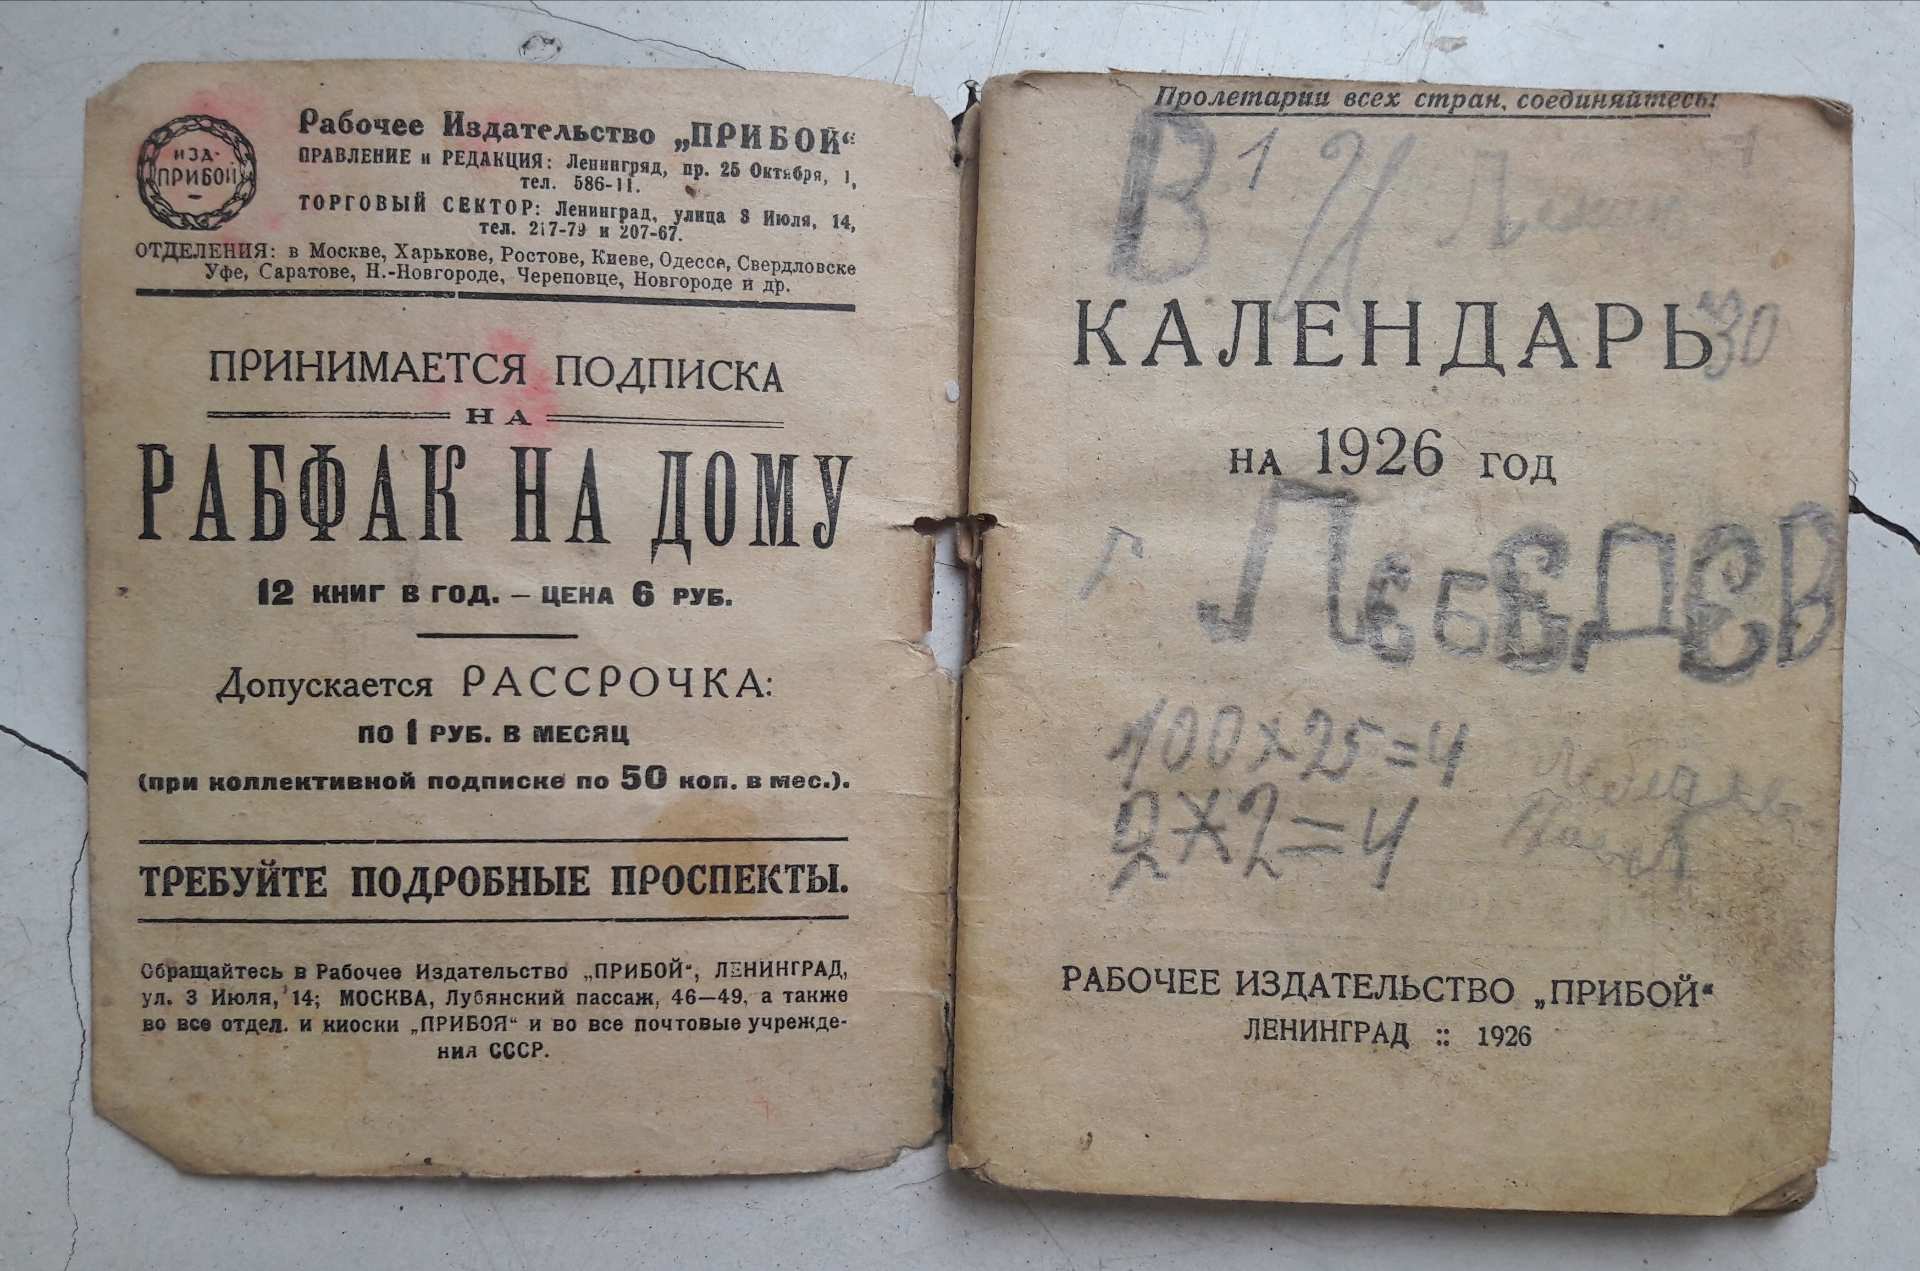 ИЗД-
ПРИБОЙ
Рабочее Издательство „ПРИБОЙ“
ПРАВЛЕНИЕ и РЕДАКЦИЯ: Ленинград, пр. 25 Октября, 1,
тел. 586-11.
ТОРГОВЫЙ СЕКТОР: Ленинград, улица 3 Июля, 14,
тел. 217-79 и 207-67.
ОТДЕЛЕНИЯ: в Москве, Харькове, Ростове, Киеве, Одессе, Свердловске
Уфе, Саратове, Н.-Новгороде, Череповце, Новгороде и др.
ПРИНИМАЕТСЯ ПОДПИСКА
НА
РАБФАК НА ДОМУ
12 КНИГ В ГОД. — ЦЕНА 6 РУБ.
Допускается РАССРОЧКА:
ПО 1 РУБ. В МЕСЯЦ
(при коллективной подписке по 50 коп. в мес.).
ТРЕБУЙТЕ ПОДРОБНЫЕ ПРОСПЕКТЫ.
Обращайтесь в Рабочее Издательство „ПРИБОЙ“, ЛЕНИНГРАД,
ул. 3 Июля, 14; МОСКВА, Лубянский пассаж, 46—49, а также
во все отдел. и киоски „ПРИБОЯ“ и во все почтовые учрежде-
ния СССР.
Пролетарии всех стран, соединяйтесь!
В 1
КАЛЕНДАРЬ
30
НА 1926 ГОД
г ЛЕБЕДЕВ
100×25=4
2×2=4
РАБОЧЕЕ ИЗДАТЕЛЬСТВО „ПРИБОЙ“
ЛЕНИНГРАД :: 1926